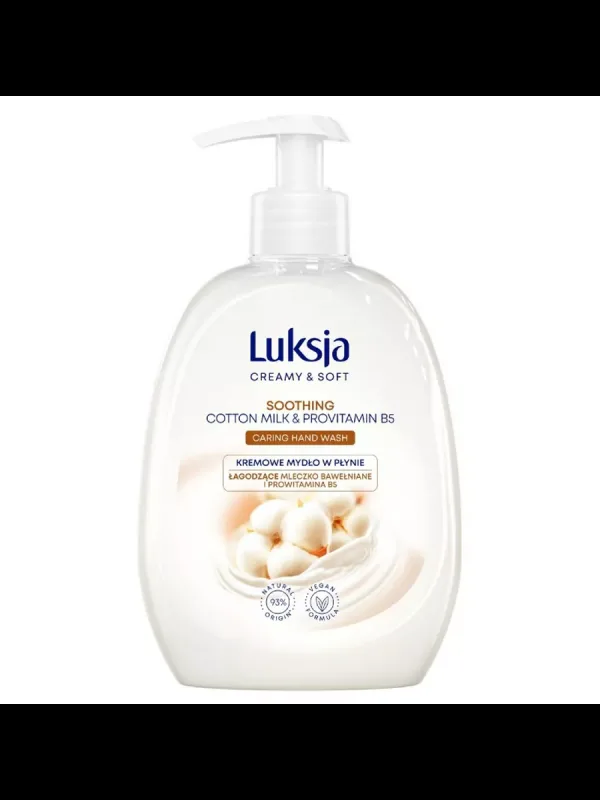 Luksja
CREAMY & SOFT
SOOTHING
COTTON MILK & PROVITAMIN B5
CARING HAND WASH
KREMOWE MYDŁO W PŁYNIE
ŁAGODZĄCE MLECZKO BAWEŁNIANE
I PROWITAMINA B5
NATURAL
93%
ORIGIN
VEGAN
FORMULA